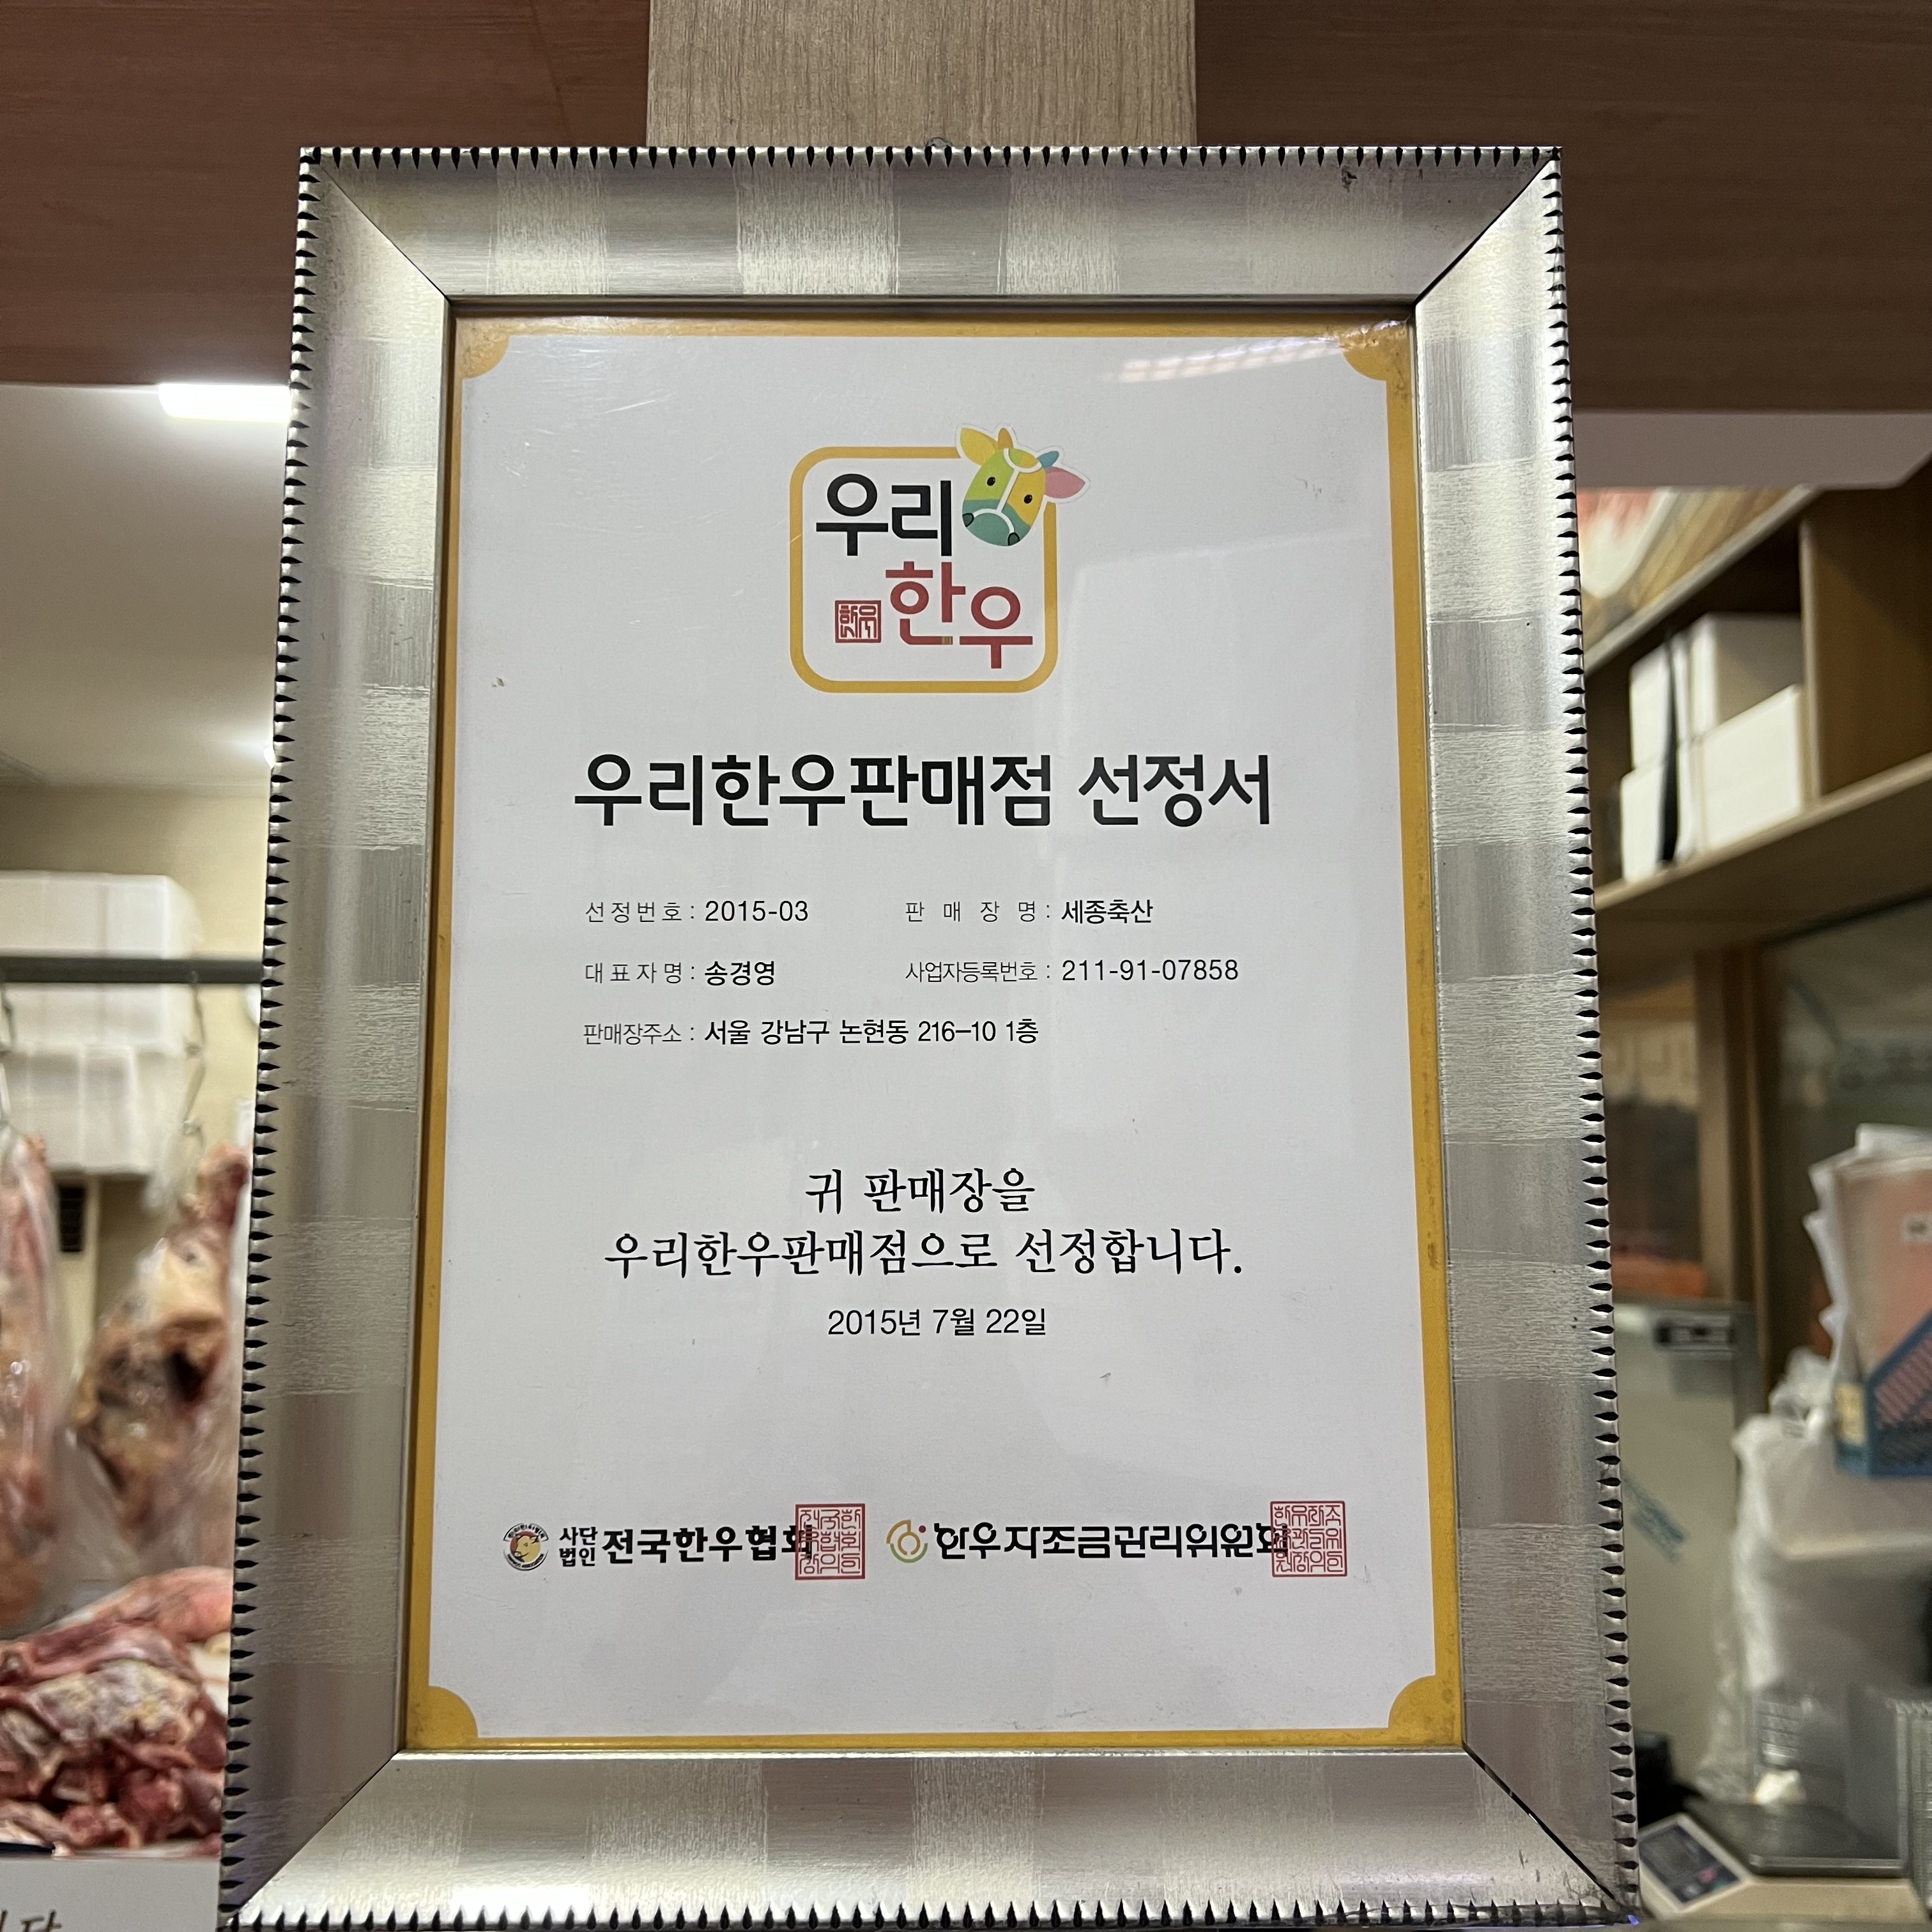 우리
한우
우리한우판매점 선정서
선정번호 : 2015-03 판매장명 : 세종축산
대표자명 : 송경영 사업자등록번호 : 211-91-07858
판매장주소 : 서울 강남구 논현동 216-10 1층
귀 판매장을
우리한우판매점으로 선정합니다.
2015년 7월 22일
사단법인 전국한우협회 한우자조금관리위원회